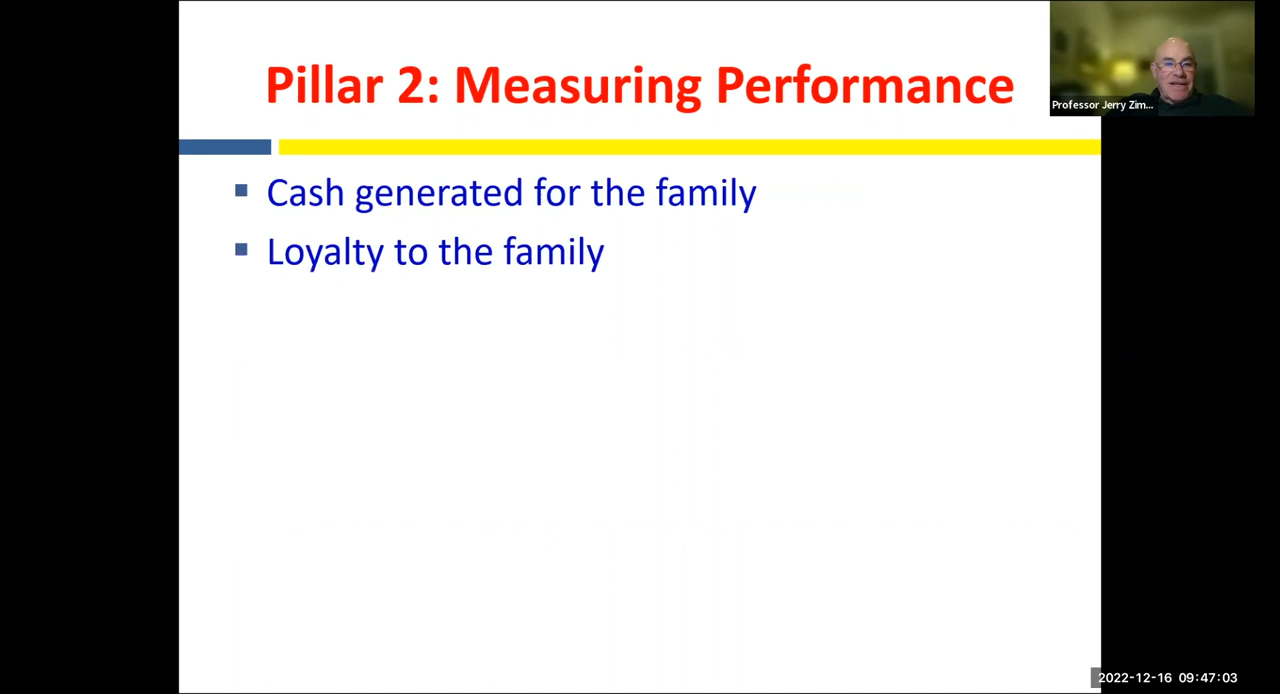 Pillar 2: Measuring Performance
Professor Jerry Zim...
Cash generated for the family
Loyalty to the family
2022-12-16 09:47:03